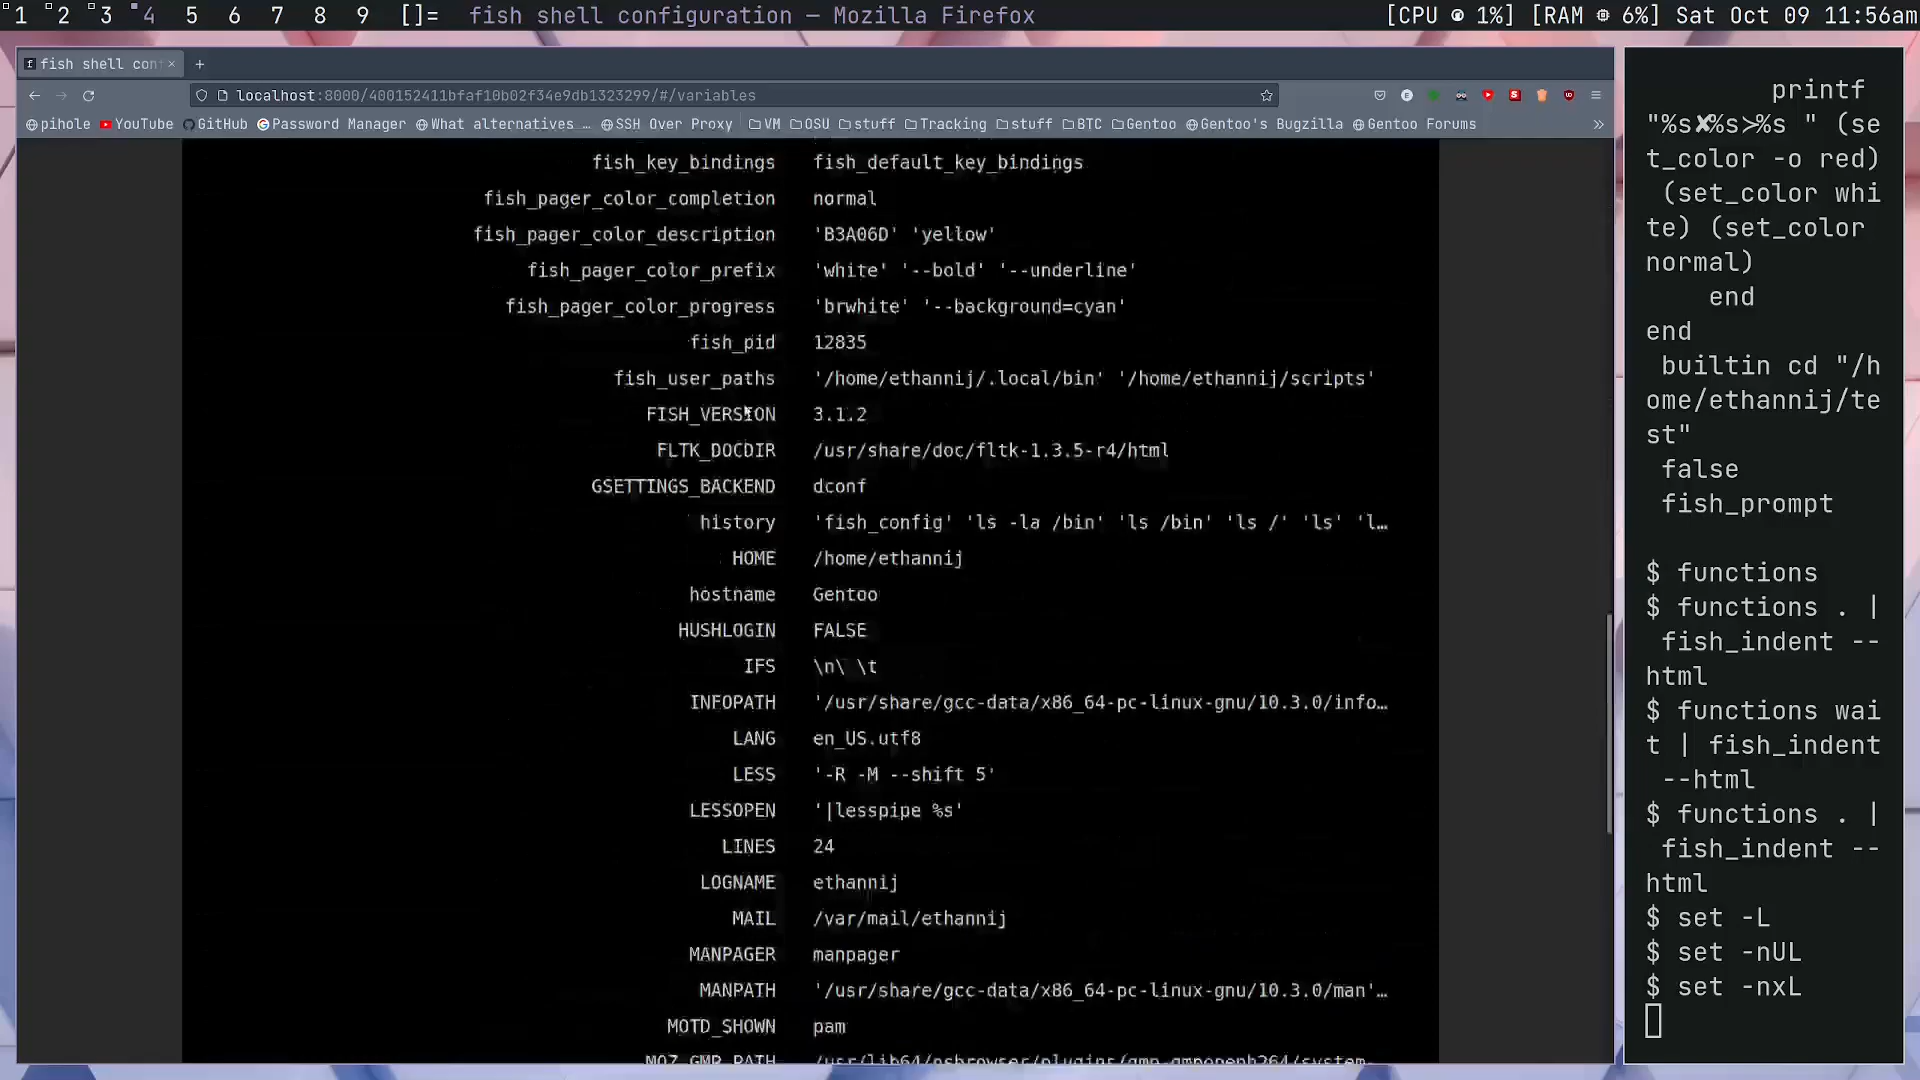 1 2 3 4 5 6 7 8 9 []= fish shell configuration — Mozilla Firefox [CPU 1%] [RAM 6%] Sat Oct 09 11:56am
fish shell con
localhost:8000/400152411bfaf10b02f34e9db1323299/#/variables
pihole YouTube GitHub Password Manager What alternatives … SSH Over Proxy VM OSU stuff Tracking stuff BTC Gentoo Gentoo's Bugzilla Gentoo Forums »
fish_key_bindings fish_default_key_bindings
fish_pager_color_completion normal
fish_pager_color_description 'B3A06D' 'yellow'
fish_pager_color_prefix 'white' '--bold' '--underline'
fish_pager_color_progress 'brwhite' '--background=cyan'
fish_pid 12835
fish_user_paths '/home/ethannij/.local/bin' '/home/ethannij/scripts'
FISH_VERSION 3.1.2
FLTK_DOCDIR /usr/share/doc/fltk-1.3.5-r4/html
GSETTINGS_BACKEND dconf
history 'fish_config' 'ls -la /bin' 'ls /bin' 'ls /' 'ls' 'l…
HOME /home/ethannij
hostname Gentoo
HUSHLOGIN FALSE
IFS \n\ \t
INFOPATH '/usr/share/gcc-data/x86_64-pc-linux-gnu/10.3.0/info…
LANG en_US.utf8
LESS '-R -M --shift 5'
LESSOPEN '|lesspipe %s'
LINES 24
LOGNAME ethannij
MAIL /var/mail/ethannij
MANPAGER manpager
MANPATH '/usr/share/gcc-data/x86_64-pc-linux-gnu/10.3.0/man'…
MOTD_SHOWN pam
MOZ_GMP_PATH
printf
"%s✘%s>%s " (se
t_color -o red)
(set_color whi
te) (set_color
normal)
end
end
builtin cd "/h
ome/ethannij/te
st"
false
fish_prompt
$ functions
$ functions . |
fish_indent --
html
$ functions wai
t | fish_indent
--html
$ functions . |
fish_indent --
html
$ set -L
$ set -nUL
$ set -nxL